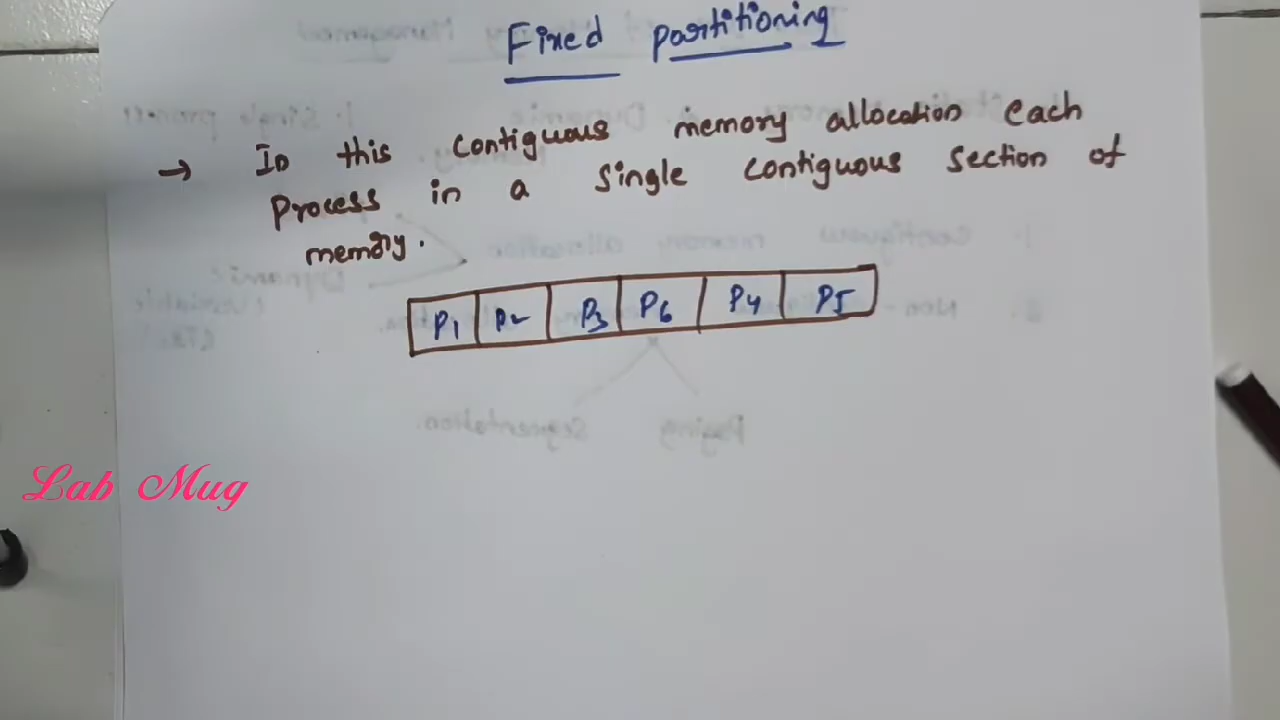 Fixed partitioning
→ In this contiguous memory allocation each
process in a single contiguous section of
memory.
P1 P2 P3 P6 P4 P5
Lab Mug